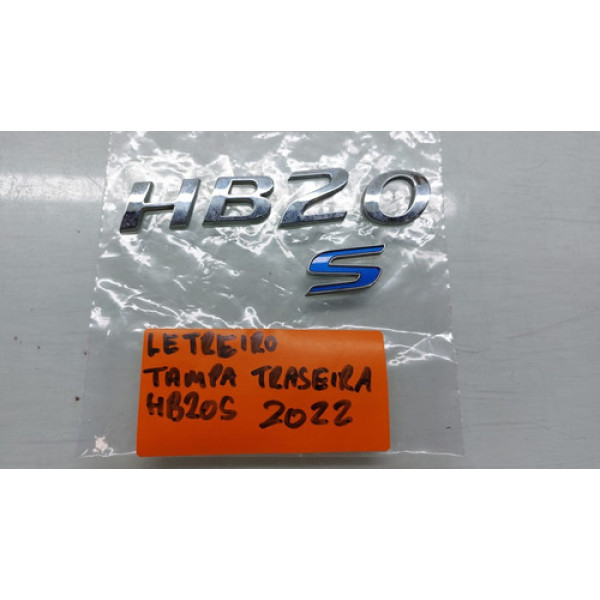 HB20
S
LETREIRO
TAMPA TRASEIRA
HB20S 2022